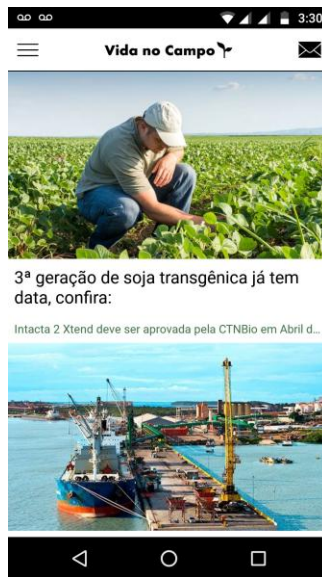 3:30
Vida no Campo
3ª geração de soja transgênica já tem
data, confira:
Intacta 2 Xtend deve ser aprovada pela CTNBio em Abril d...